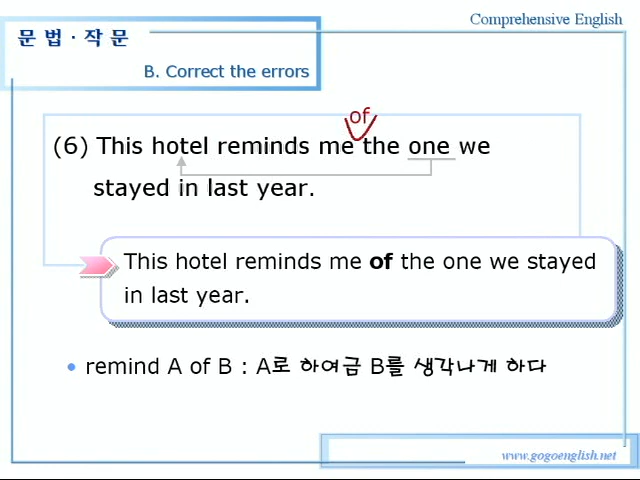 Comprehensive English
문 법 · 작 문
B. Correct the errors
of
(6) This hotel reminds me the one we
stayed in last year.
This hotel reminds me of the one we stayed
in last year.
• remind A of B : A로 하여금 B를 생각나게 하다
www.gogoenglish.net